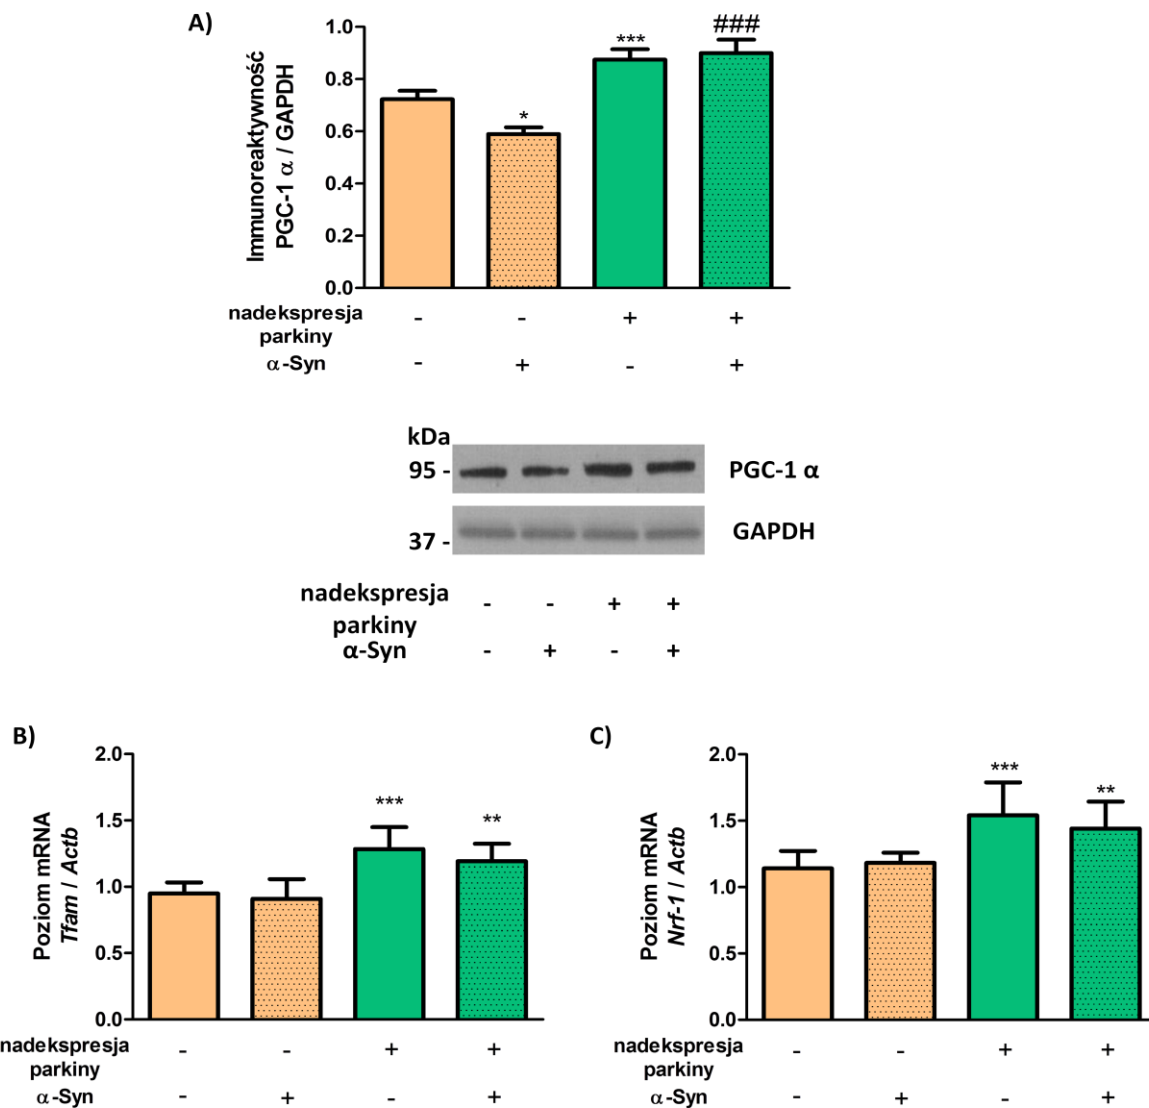 A)
Immunoreaktywność
PGC-1 α / GAPDH
1.0
0.8
0.6
0.4
0.2
0.0
*
***
###
nadekspresja
parkiny
- - + +
α-Syn - + - +
kDa
95 -
PGC-1 α
37 -
GAPDH
nadekspresja
parkiny
- - + +
α-Syn - + - +
B)
Poziom mRNA
Tfam / Actb
2.0
1.5
1.0
0.5
0.0
***
**
nadekspresja
parkiny
- - + +
α-Syn - + - +
C)
Poziom mRNA
Nrf-1 / Actb
2.0
1.5
1.0
0.5
0.0
***
**
nadekspresja
parkiny
- - + +
α-Syn - + - +